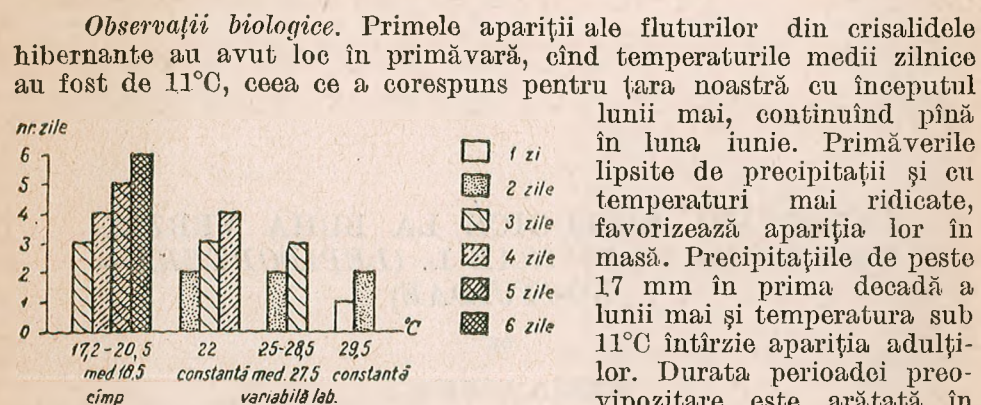 Observații biologice. Primele apariții ale fluturilor din crisalidele
hibernante au avut loc în primăvară, cînd temperaturile medii zilnice
au fost de 11°C, ceea ce a corespuns pentru țara noastră cu începutul
lunii mai, continuînd pînă
în luna iunie. Primăverile
lipsite de precipitații și cu
temperaturi mai ridicate,
favorizează apariția lor în
masă. Precipitațiile de peste
17 mm în prima decadă a
lunii mai și temperatura sub
11°C întîrzie apariția adulți-
lor. Durata perioadei preo-
vipozitare este arătată în
nr. zile
6
5
4
3
2
1
0
°C
17,2-20,5 22 25-28,5 29,5
med 18,5 constantă med. 27.5 constantă
cîmp variabilă lab.
1 zi
2 zile
3 zile
4 zile
5 zile
6 zile